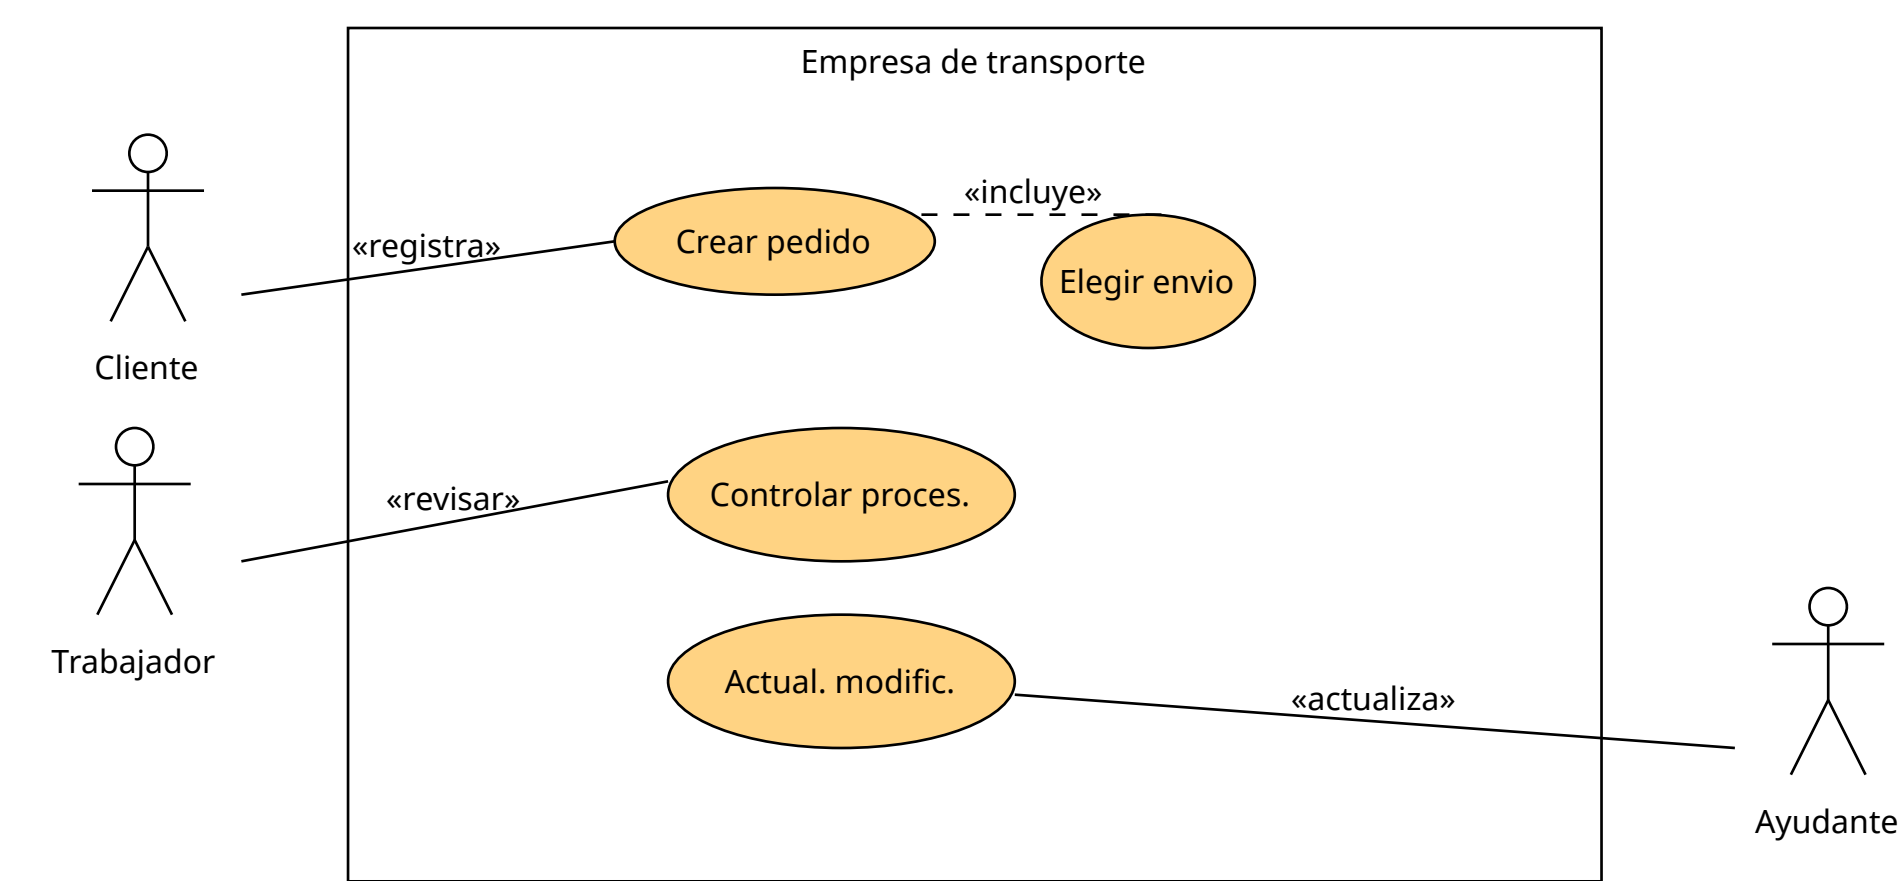 Empresa de transporte
«incluye»
«registra»
Crear pedido
Elegir envio
Cliente
«revisar»
Controlar proces.
Trabajador
Actual. modific.
«actualiza»
Ayudante